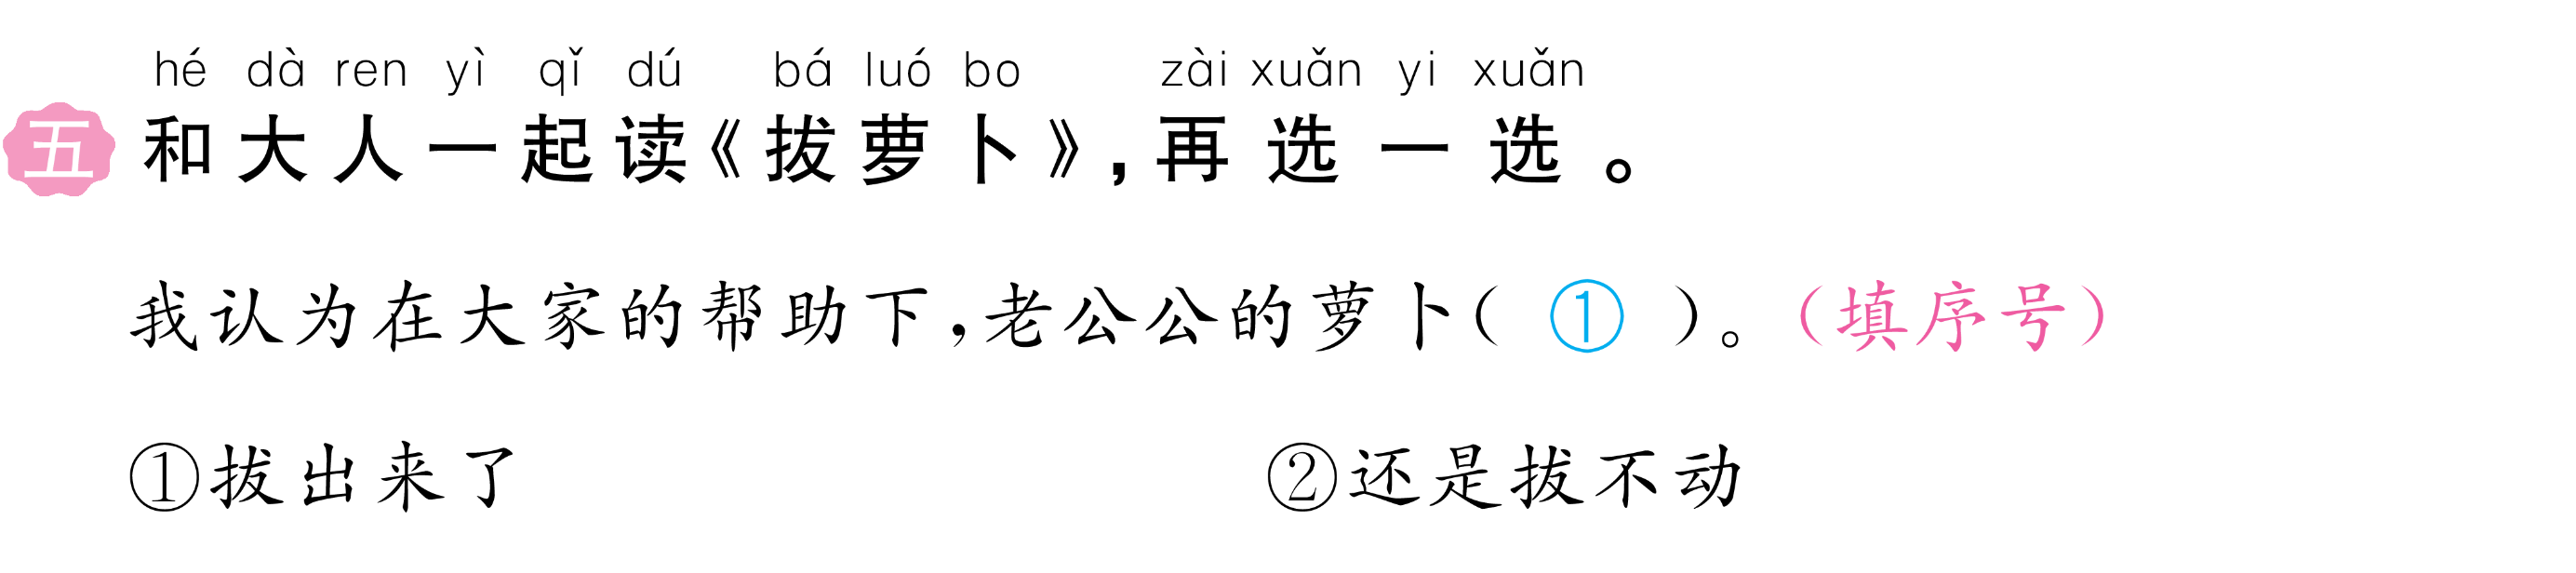 hé dà ren yì qǐ dú bá luó bo zài xuǎn yi xuǎn
五 和大人一起读《拔萝卜》,再选一选。
我认为在大家的帮助下,老公公的萝卜( ① )。(填序号)
①拔出来了 ②还是拔不动